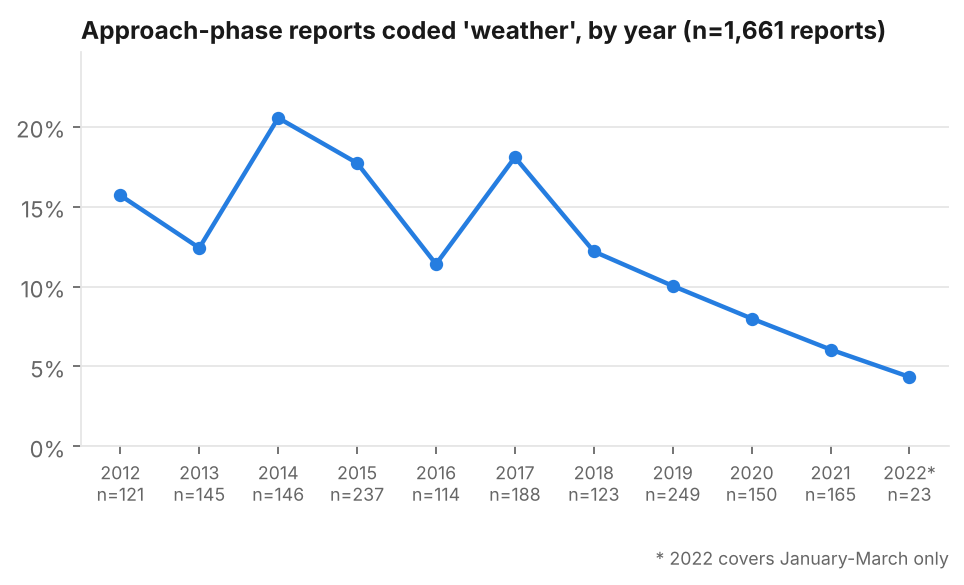 Approach-phase reports coded 'weather', by year (n=1,661 reports)
20%
15%
10%
5%
0%
2012 2013 2014 2015 2016 2017 2018 2019 2020 2021 2022*
n=121 n=145 n=146 n=237 n=114 n=188 n=123 n=249 n=150 n=165 n=23
* 2022 covers January-March only